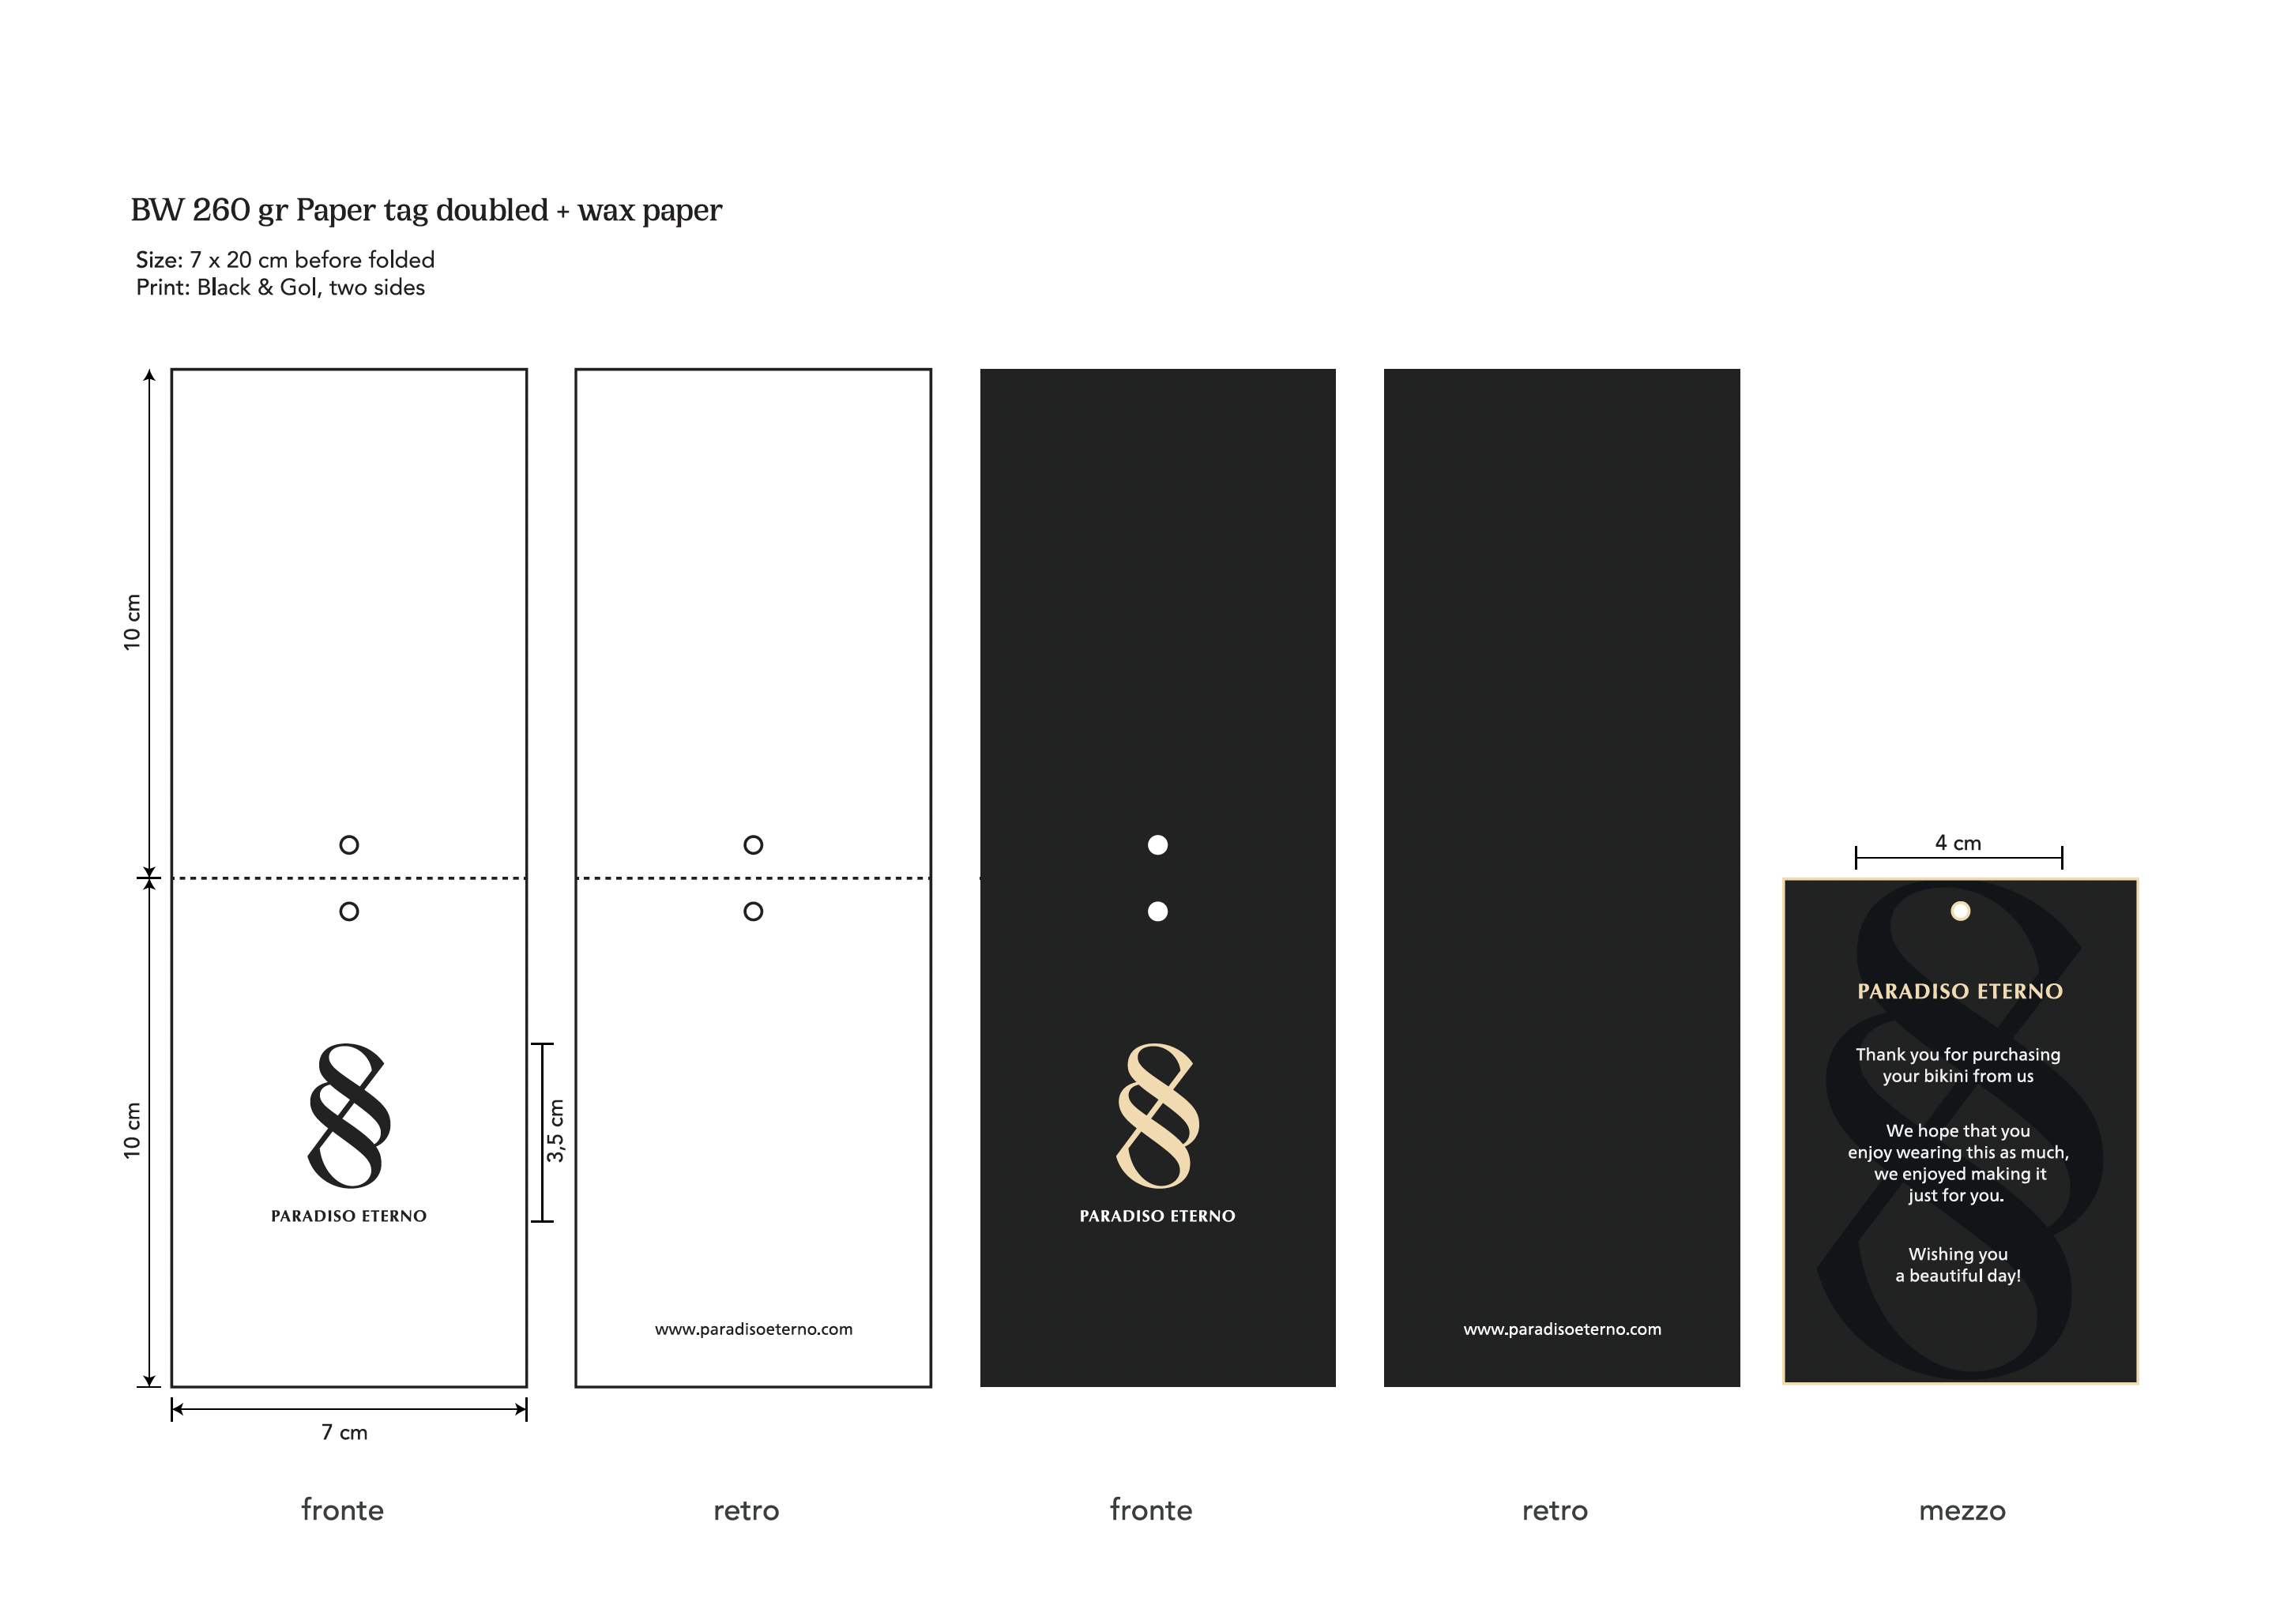 BW 260 gr Paper tag doubled + wax paper
Size: 7 x 20 cm before folded
Print: Black & Gol, two sides
10 cm
10 cm
7 cm
3,5 cm
PARADISO ETERNO
www.paradisoeterno.com
PARADISO ETERNO
www.paradisoeterno.com
4 cm
PARADISO ETERNO
Thank you for purchasing
your bikini from us
We hope that you
enjoy wearing this as much,
we enjoyed making it
just for you.
Wishing you
a beautiful day!
fronte
retro
fronte
retro
mezzo